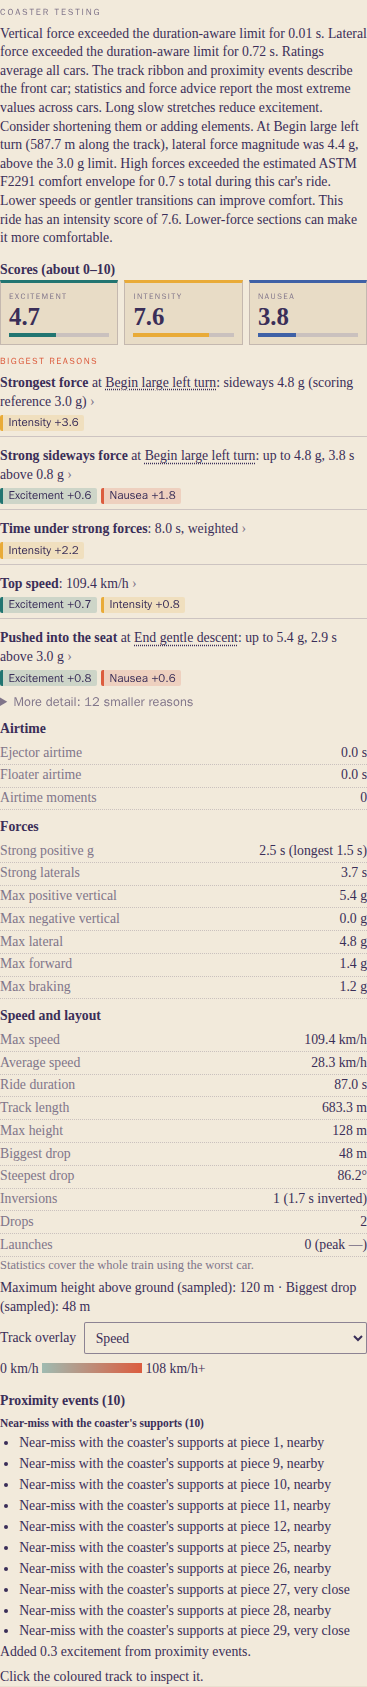 COASTER TESTING
Vertical force exceeded the duration-aware limit for 0.01 s. Lateral
force exceeded the duration-aware limit for 0.72 s. Ratings
average all cars. The track ribbon and proximity events describe
the front car; statistics and force advice report the most extreme
values across cars. Long slow stretches reduce excitement.
Consider shortening them or adding elements. At Begin large left
turn (587.7 m along the track), lateral force magnitude was 4.4 g,
above the 3.0 g limit. High forces exceeded the estimated ASTM
F2291 comfort envelope for 0.7 s total during this car's ride.
Lower speeds or gentler transitions can improve comfort. This
ride has an intensity score of 7.6. Lower-force sections can make
it more comfortable.
Scores (about 0–10)
EXCITEMENT INTENSITY NAUSEA
4.7 7.6 3.8
BIGGEST REASONS
Strongest force at Begin large left turn: sideways 4.8 g (scoring
reference 3.0 g) ›
Intensity +3.6
Strong sideways force at Begin large left turn: up to 4.8 g, 3.8 s
above 0.8 g ›
Excitement +0.6 Nausea +1.8
Time under strong forces: 8.0 s, weighted ›
Intensity +2.2
Top speed: 109.4 km/h ›
Excitement +0.7 Intensity +0.8
Pushed into the seat at End gentle descent: up to 5.4 g, 2.9 s
above 3.0 g ›
Excitement +0.8 Nausea +0.6
▶ More detail: 12 smaller reasons
Airtime
Ejector airtime 0.0 s
Floater airtime 0.0 s
Airtime moments 0
Forces
Strong positive g 2.5 s (longest 1.5 s)
Strong laterals 3.7 s
Max positive vertical 5.4 g
Max negative vertical 0.0 g
Max lateral 4.8 g
Max forward 1.4 g
Max braking 1.2 g
Speed and layout
Max speed 109.4 km/h
Average speed 28.3 km/h
Ride duration 87.0 s
Track length 683.3 m
Max height 128 m
Biggest drop 48 m
Steepest drop 86.2°
Inversions 1 (1.7 s inverted)
Drops 2
Launches 0 (peak —)
Statistics cover the whole train using the worst car.
Maximum height above ground (sampled): 120 m · Biggest drop
(sampled): 48 m
Track overlay Speed
0 km/h 108 km/h+
Proximity events (10)
Near-miss with the coaster's supports (10)
• Near-miss with the coaster's supports at piece 1, nearby
• Near-miss with the coaster's supports at piece 9, nearby
• Near-miss with the coaster's supports at piece 10, nearby
• Near-miss with the coaster's supports at piece 11, nearby
• Near-miss with the coaster's supports at piece 12, nearby
• Near-miss with the coaster's supports at piece 25, nearby
• Near-miss with the coaster's supports at piece 26, nearby
• Near-miss with the coaster's supports at piece 27, very close
• Near-miss with the coaster's supports at piece 28, nearby
• Near-miss with the coaster's supports at piece 29, very close
Added 0.3 excitement from proximity events.
Click the coloured track to inspect it.